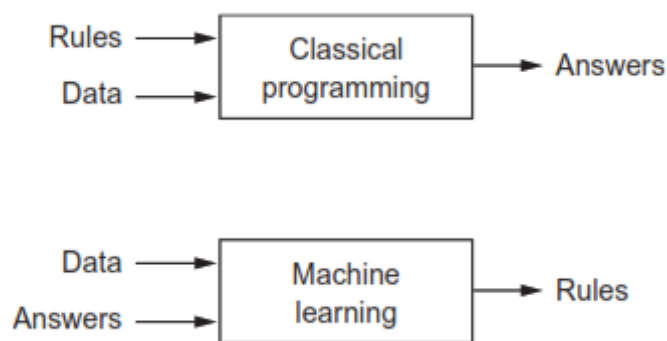 Rules
Data
Classical
programming
Answers
Data
Answers
Machine
learning
Rules